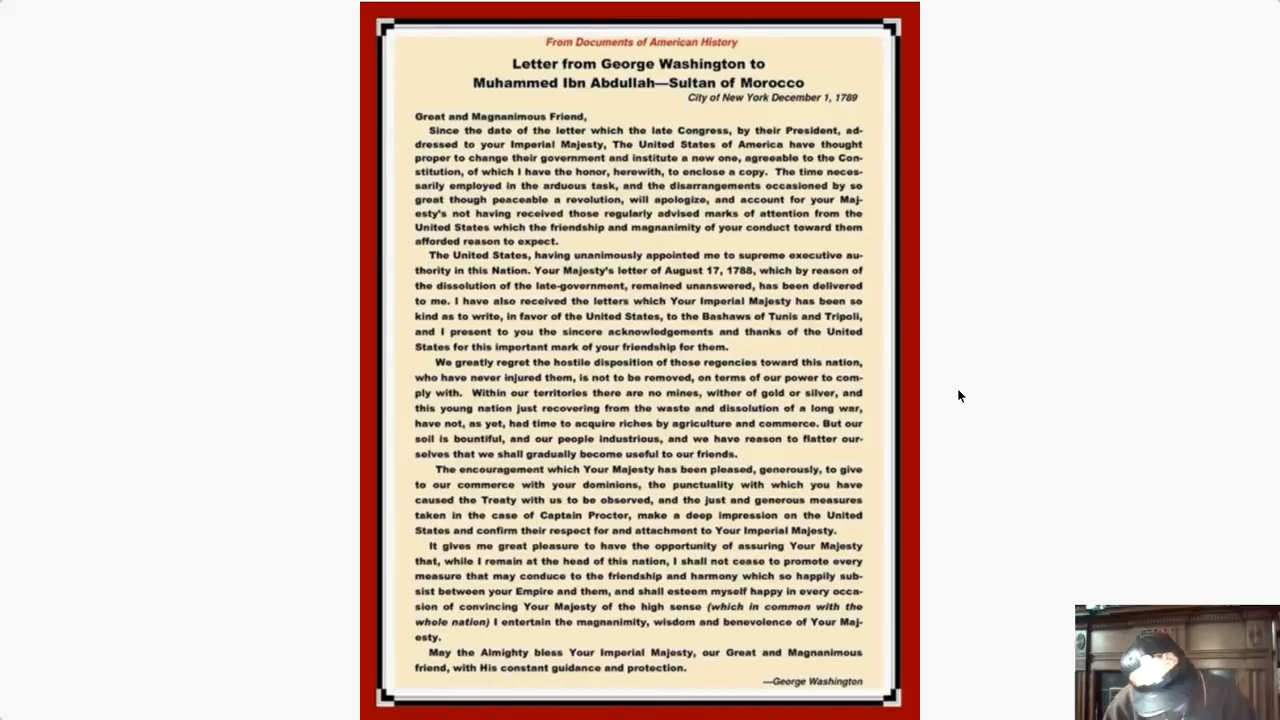 From Documents of American History
Letter from George Washington to
Muhammed Ibn Abdullah—Sultan of Morocco
City of New York December 1, 1789
Great and Magnanimous Friend,
Since the date of the letter which the late Congress, by their President, ad-
dressed to your Imperial Majesty, The United States of America have thought
proper to change their government and institute a new one, agreeable to the Con-
stitution, of which I have the honor, herewith, to enclose a copy. The time neces-
sarily employed in the arduous task, and the disarrangements occasioned by so
great though peaceable a revolution, will apologize, and account for your Maj-
esty's not having received those regularly advised marks of attention from the
United States which the friendship and magnanimity of your conduct toward them
afforded reason to expect.
The United States, having unanimously appointed me to supreme executive au-
thority in this Nation. Your Majesty's letter of August 17, 1788, which by reason of
the dissolution of the late-government, remained unanswered, has been delivered
to me. I have also received the letters which Your Imperial Majesty has been so
kind as to write, in favor of the United States, to the Bashaws of Tunis and Tripoli,
and I present to you the sincere acknowledgements and thanks of the United
States for this important mark of your friendship for them.
We greatly regret the hostile disposition of those regencies toward this nation,
who have never injured them, is not to be removed, on terms of our power to com-
ply with. Within our territories there are no mines, wither of gold or silver, and
this young nation just recovering from the waste and dissolution of a long war,
have not, as yet, had time to acquire riches by agriculture and commerce. But our
soil is bountiful, and our people industrious, and we have reason to flatter our-
selves that we shall gradually become useful to our friends.
The encouragement which Your Majesty has been pleased, generously, to give
to our commerce with your dominions, the punctuality with which you have
caused the Treaty with us to be observed, and the just and generous measures
taken in the case of Captain Proctor, make a deep impression on the United
States and confirm their respect for and attachment to Your Imperial Majesty.
It gives me great pleasure to have the opportunity of assuring Your Majesty
that, while I remain at the head of this nation, I shall not cease to promote every
measure that may conduce to the friendship and harmony which so happily sub-
sist between your Empire and them, and shall esteem myself happy in every occa-
sion of convincing Your Majesty of the high sense (which in common with the
whole nation) I entertain the magnanimity, wisdom and benevolence of Your Maj-
esty.
May the Almighty bless Your Imperial Majesty, our Great and Magnanimous
friend, with His constant guidance and protection.
—George Washington